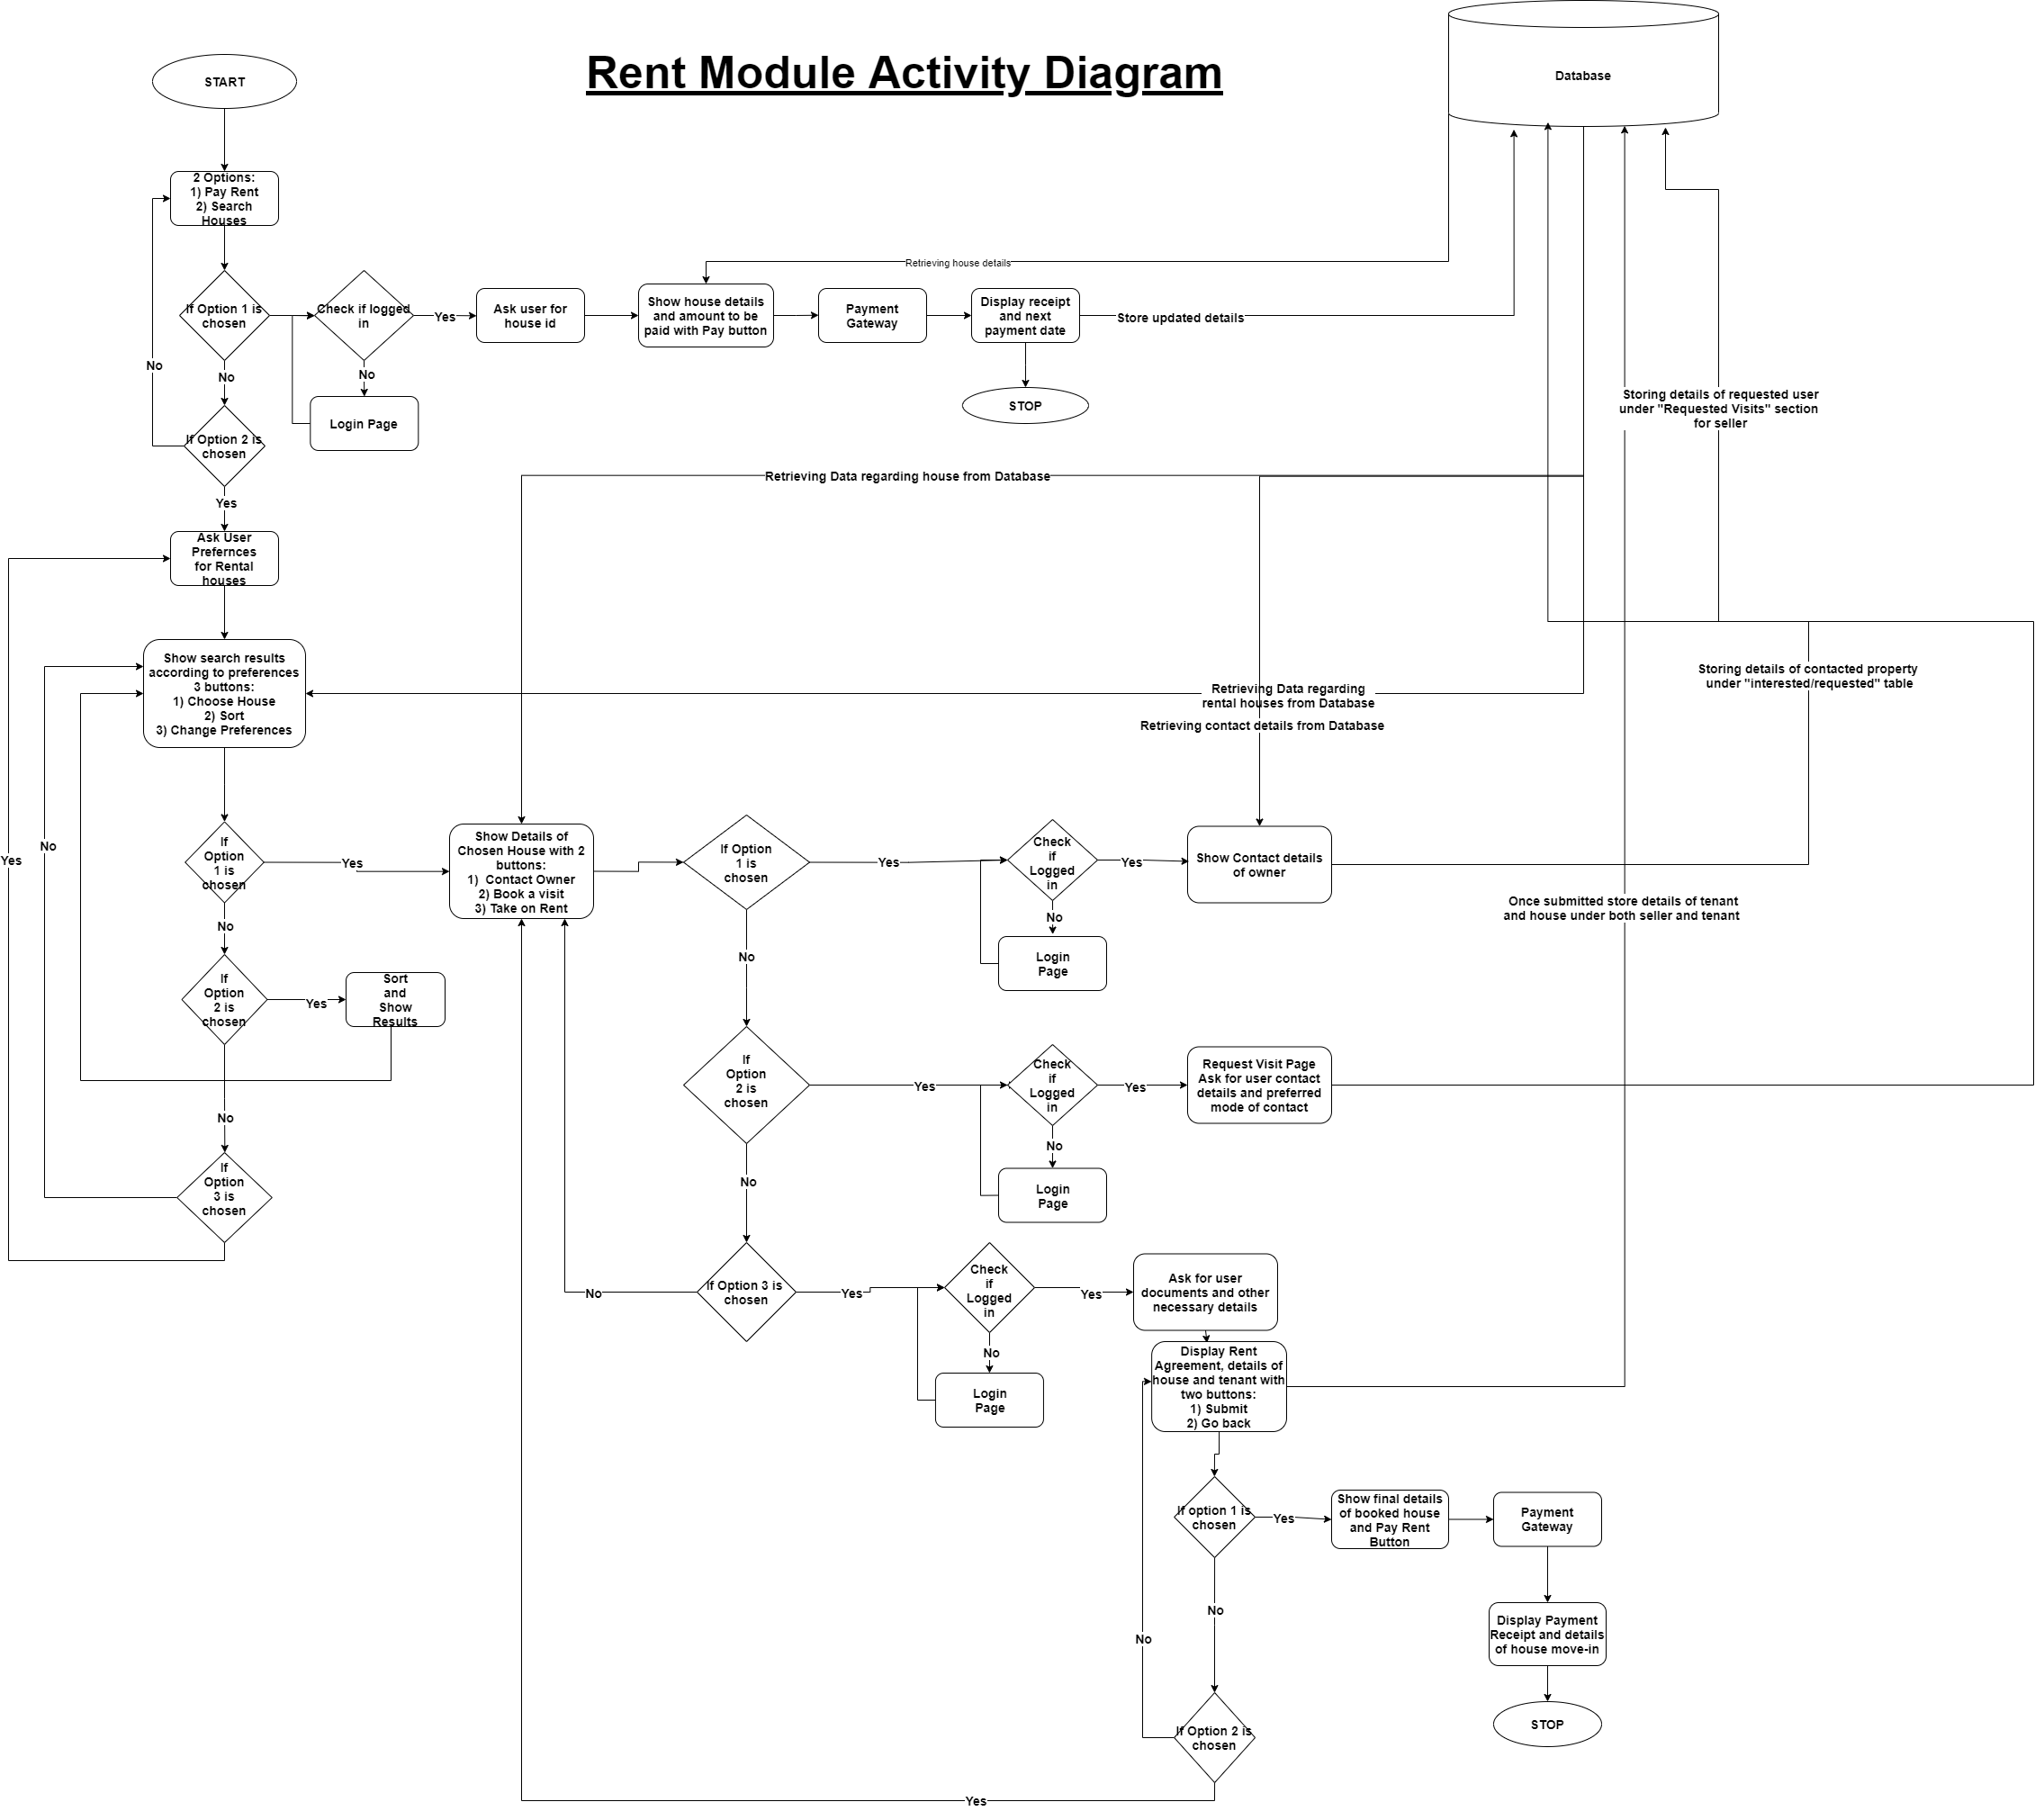 Rent Module Activity Diagram
START
Database
2 Options:
1) Pay Rent
2) Search
Houses
Retrieving house details
If Option 1 is
chosen
Check if logged
in
Yes
Ask user for
house id
Show house details
and amount to be
paid with Pay button
Payment
Gateway
Display receipt
and next
payment date
Store updated details
No
No
No
Login Page
STOP
Storing details of requested user
under "Requested Visits" section
for seller
If Option 2 is
chosen
Yes
Retrieving Data regarding house from Database
Ask User
Prefernces
for Rental
houses
Show search results
according to preferences
3 buttons:
1) Choose House
2) Sort
3) Change Preferences
Storing details of contacted property
under "interested/requested" table
Retrieving Data regarding
rental houses from Database
Retrieving contact details from Database
Yes
No
If
Option
1 is
chosen
Yes
Show Details of
Chosen House with 2
buttons:
1) Contact Owner
2) Book a visit
3) Take on Rent
If Option
1 is
chosen
Yes
Check
if
Logged
in
Yes
Show Contact details
of owner
No
No
Login
Page
No
Once submitted store details of tenant
and house under both seller and tenant
If
Option
2 is
chosen
Yes
Sort
and
Show
Results
If
Option
2 is
chosen
Yes
Check
if
Logged
in
Yes
Request Visit Page
Ask for user contact
details and preferred
mode of contact
No
No
Login
Page
No
If
Option
3 is
chosen
No
If Option 3 is
chosen
Yes
Check
if
Logged
in
Yes
Ask for user
documents and other
necessary details
No
Login
Page
Display Rent
Agreement, details of
house and tenant with
two buttons:
1) Submit
2) Go back
If option 1 is
chosen
Yes
Show final details
of booked house
and Pay Rent
Button
Payment
Gateway
No
No
Display Payment
Receipt and details
of house move-in
If Option 2 is
chosen
STOP
Yes